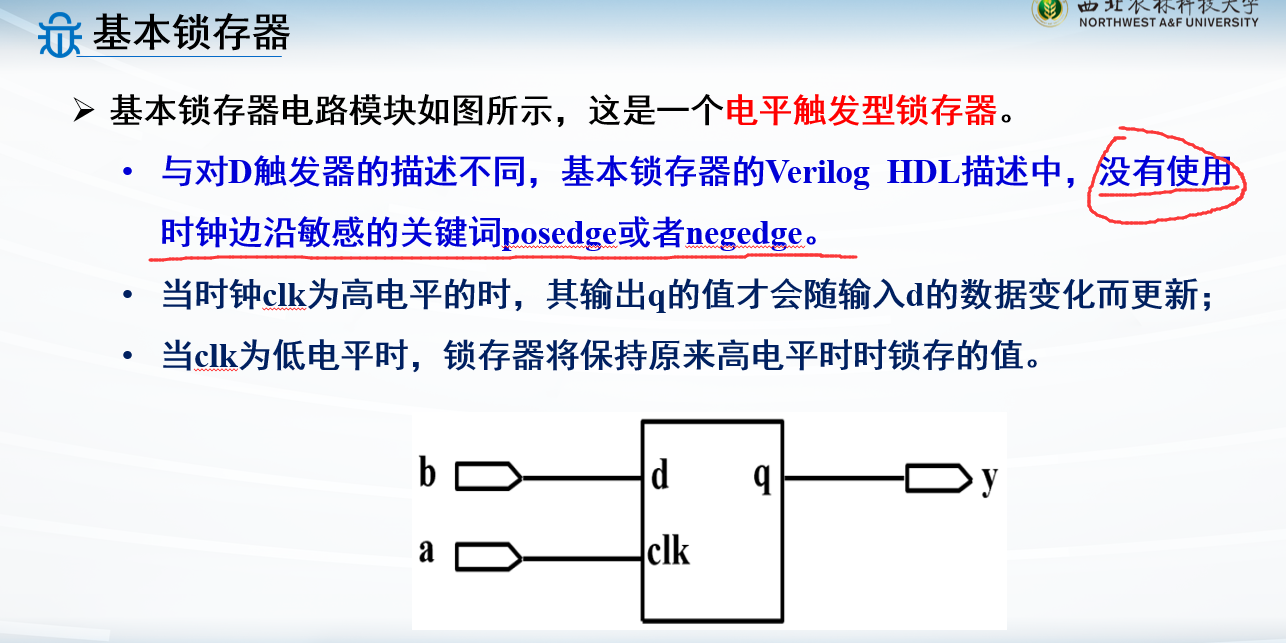 基本锁存器
西北农林科技大学
NORTHWEST A&F UNIVERSITY
➢ 基本锁存器电路模块如图所示，这是一个电平触发型锁存器。
• 与对D触发器的描述不同，基本锁存器的Verilog HDL描述中，没有使用
时钟边沿敏感的关键词posedge或者negedge。
• 当时钟clk为高电平的时，其输出q的值才会随输入d的数据变化而更新；
• 当clk为低电平时，锁存器将保持原来高电平时时锁存的值。
b d q y
a clk